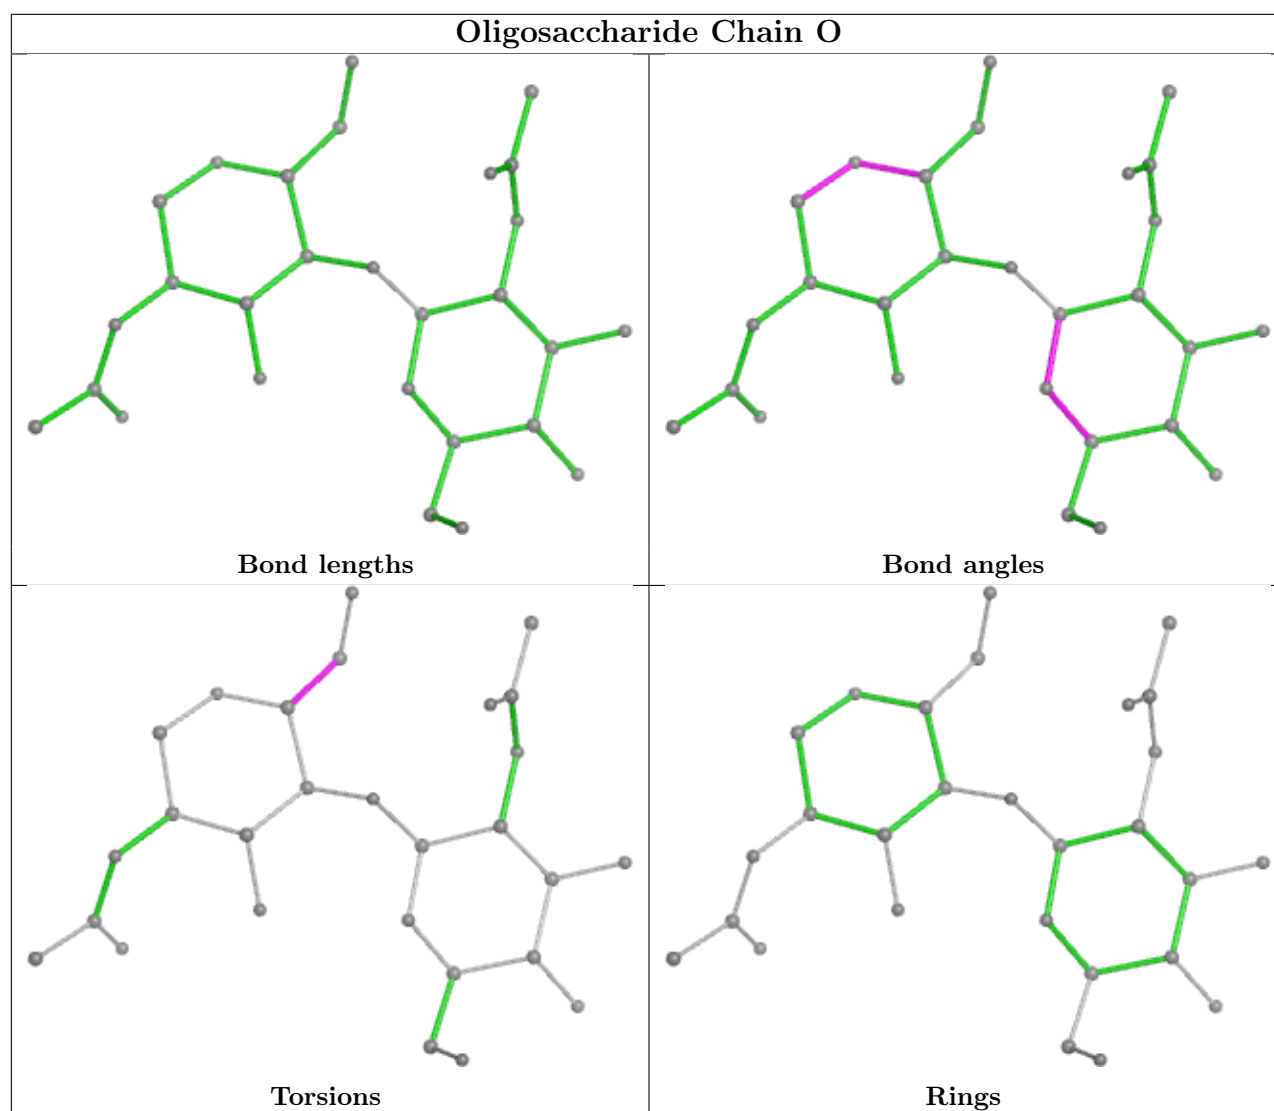 Oligosaccharide Chain O
Bond lengths
Bond angles
Torsions
Rings